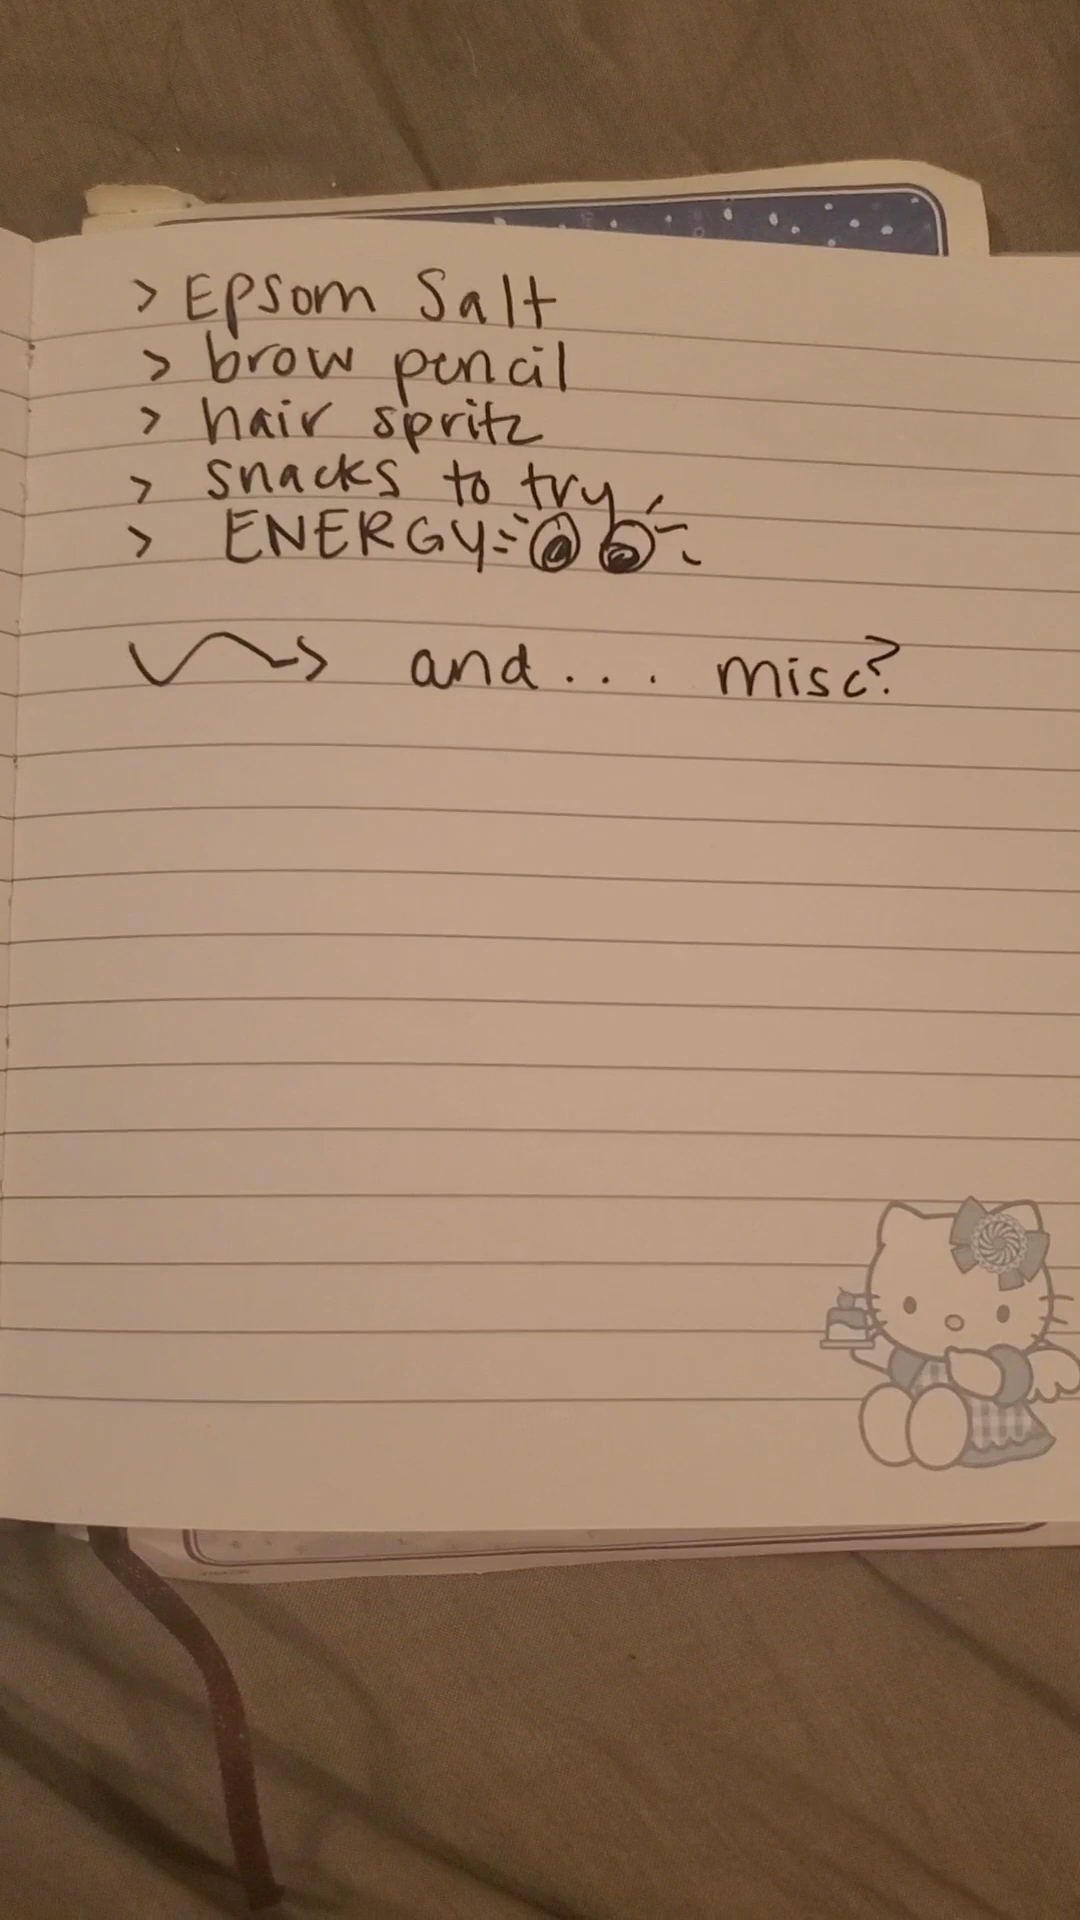 > Epsom Salt
> brow pencil
> hair spritz
> snacks to try
> ENERGY
and... misc?